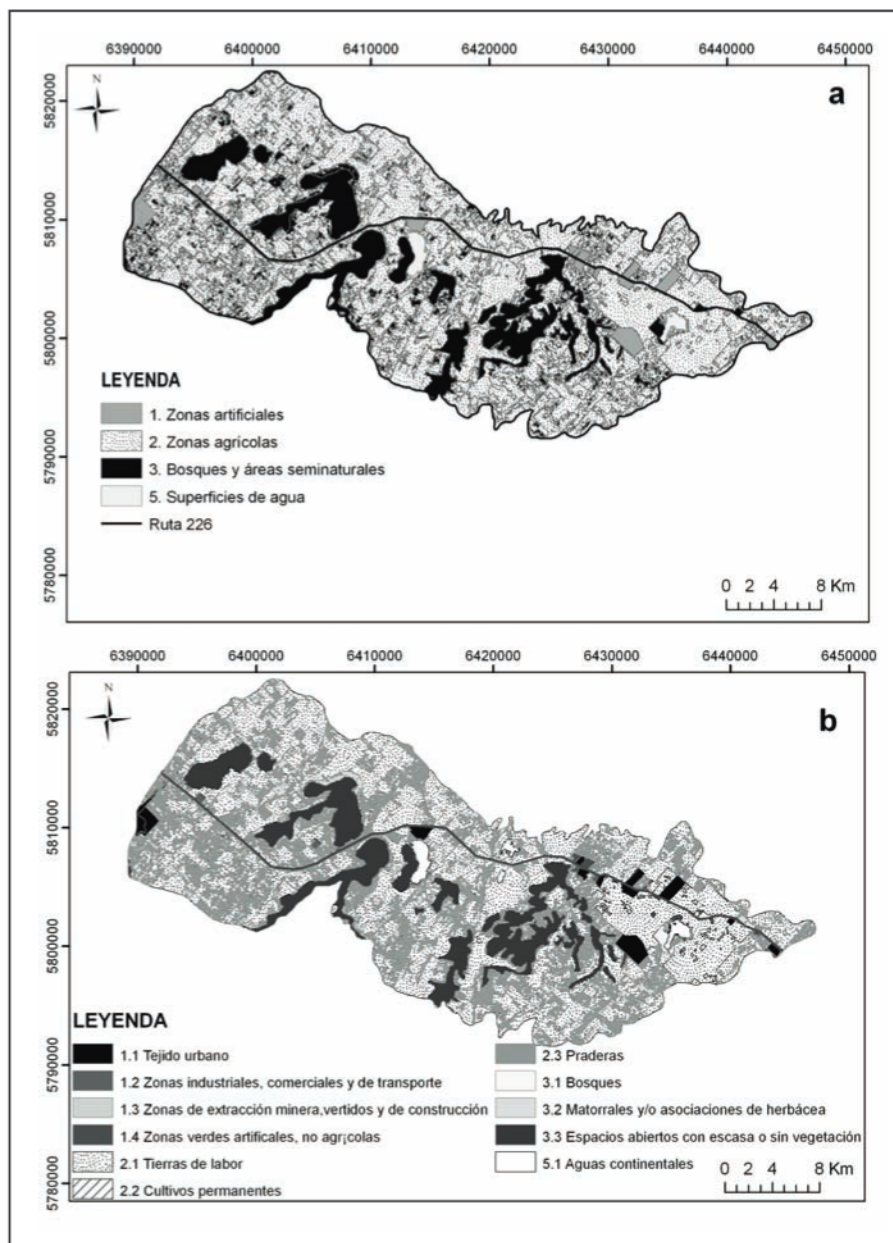 6390000 6400000 6410000 6420000 6430000 6440000 6450000
a
N
5820000
5810000
5800000
5790000
5780000
LEYENDA
1. Zonas artificiales
2. Zonas agrícolas
3. Bosques y áreas seminaturales
5. Superficies de agua
Ruta 226
0 2 4 8 Km
6390000 6400000 6410000 6420000 6430000 6440000 6450000
b
N
5820000
5810000
5800000
5790000
5780000
LEYENDA
1.1 Tejido urbano
1.2 Zonas industriales, comerciales y de transporte
1.3 Zonas de extracción minera,vertidos y de construcción
1.4 Zonas verdes artificales, no agr¡colas
2.1 Tierras de labor
2.2 Cultivos permanentes
2.3 Praderas
3.1 Bosques
3.2 Matorrales y/o asociaciones de herbácea
3.3 Espacios abiertos con escasa o sin vegetación
5.1 Aguas continentales
0 2 4 8 Km